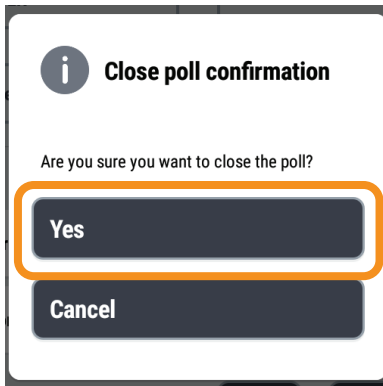 Close poll confirmation
Are you sure you want to close the poll?
Yes
Cancel